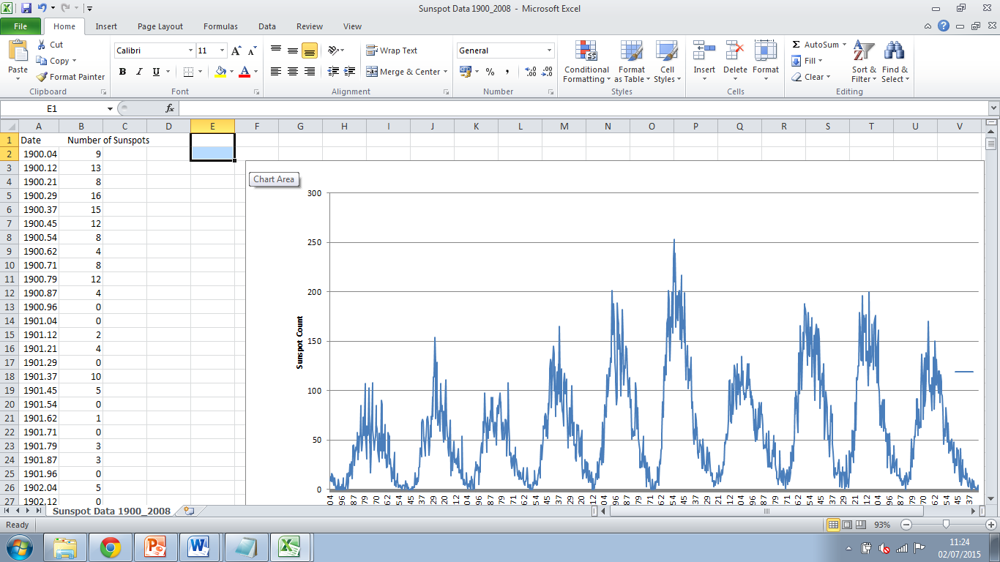 Sunspot Data 1900_2008 - Microsoft Excel
File Home Insert Page Layout Formulas Data Review View
Paste
Cut
Copy
Format Painter
Clipboard
Calibri 11
B I U
Font
Wrap Text
Merge & Center
Alignment
General
% ,
Number
Conditional Formatting
Format as Table
Cell Styles
Styles
Insert Delete Format
Cells
Σ AutoSum
Fill
Clear
Sort & Filter
Find & Select
Editing
E1 fx
A B C D E F G H I J K L M N O P Q R S T U V
1 Date Number of Sunspots
2 1900.04 9
3 1900.12 13
4 1900.21 8
5 1900.29 16
6 1900.37 15
7 1900.45 12
8 1900.54 8
9 1900.62 4
10 1900.71 8
11 1900.79 12
12 1900.87 4
13 1900.96 0
14 1901.04 0
15 1901.12 2
16 1901.21 4
17 1901.29 0
18 1901.37 10
19 1901.45 5
20 1901.54 0
21 1901.62 1
22 1901.71 0
23 1901.79 3
24 1901.87 3
25 1901.96 0
26 1902.04 5
27 1902.12 0
Chart Area
300
250
200
150
100
50
0
Sunspot Count
04 96 87 79 70 62 54 45 37 29 20 12 04 96 87 79 71 62 54 45 37 29 20 12 04 96 87 79 71 62 54 45 37 29 21 12 04 96 87 79 71 62 54 45 37 29 21 12 04 96 87 79 70 62 54 45 37
Sunspot Data 1900_2008
Ready
93%
11:24
02/07/2015